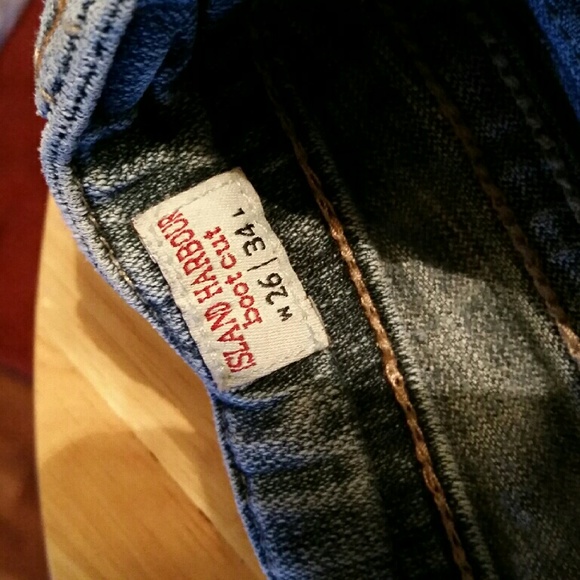 ISLAND HARBOUR
boot cut
W 26 | 34 L